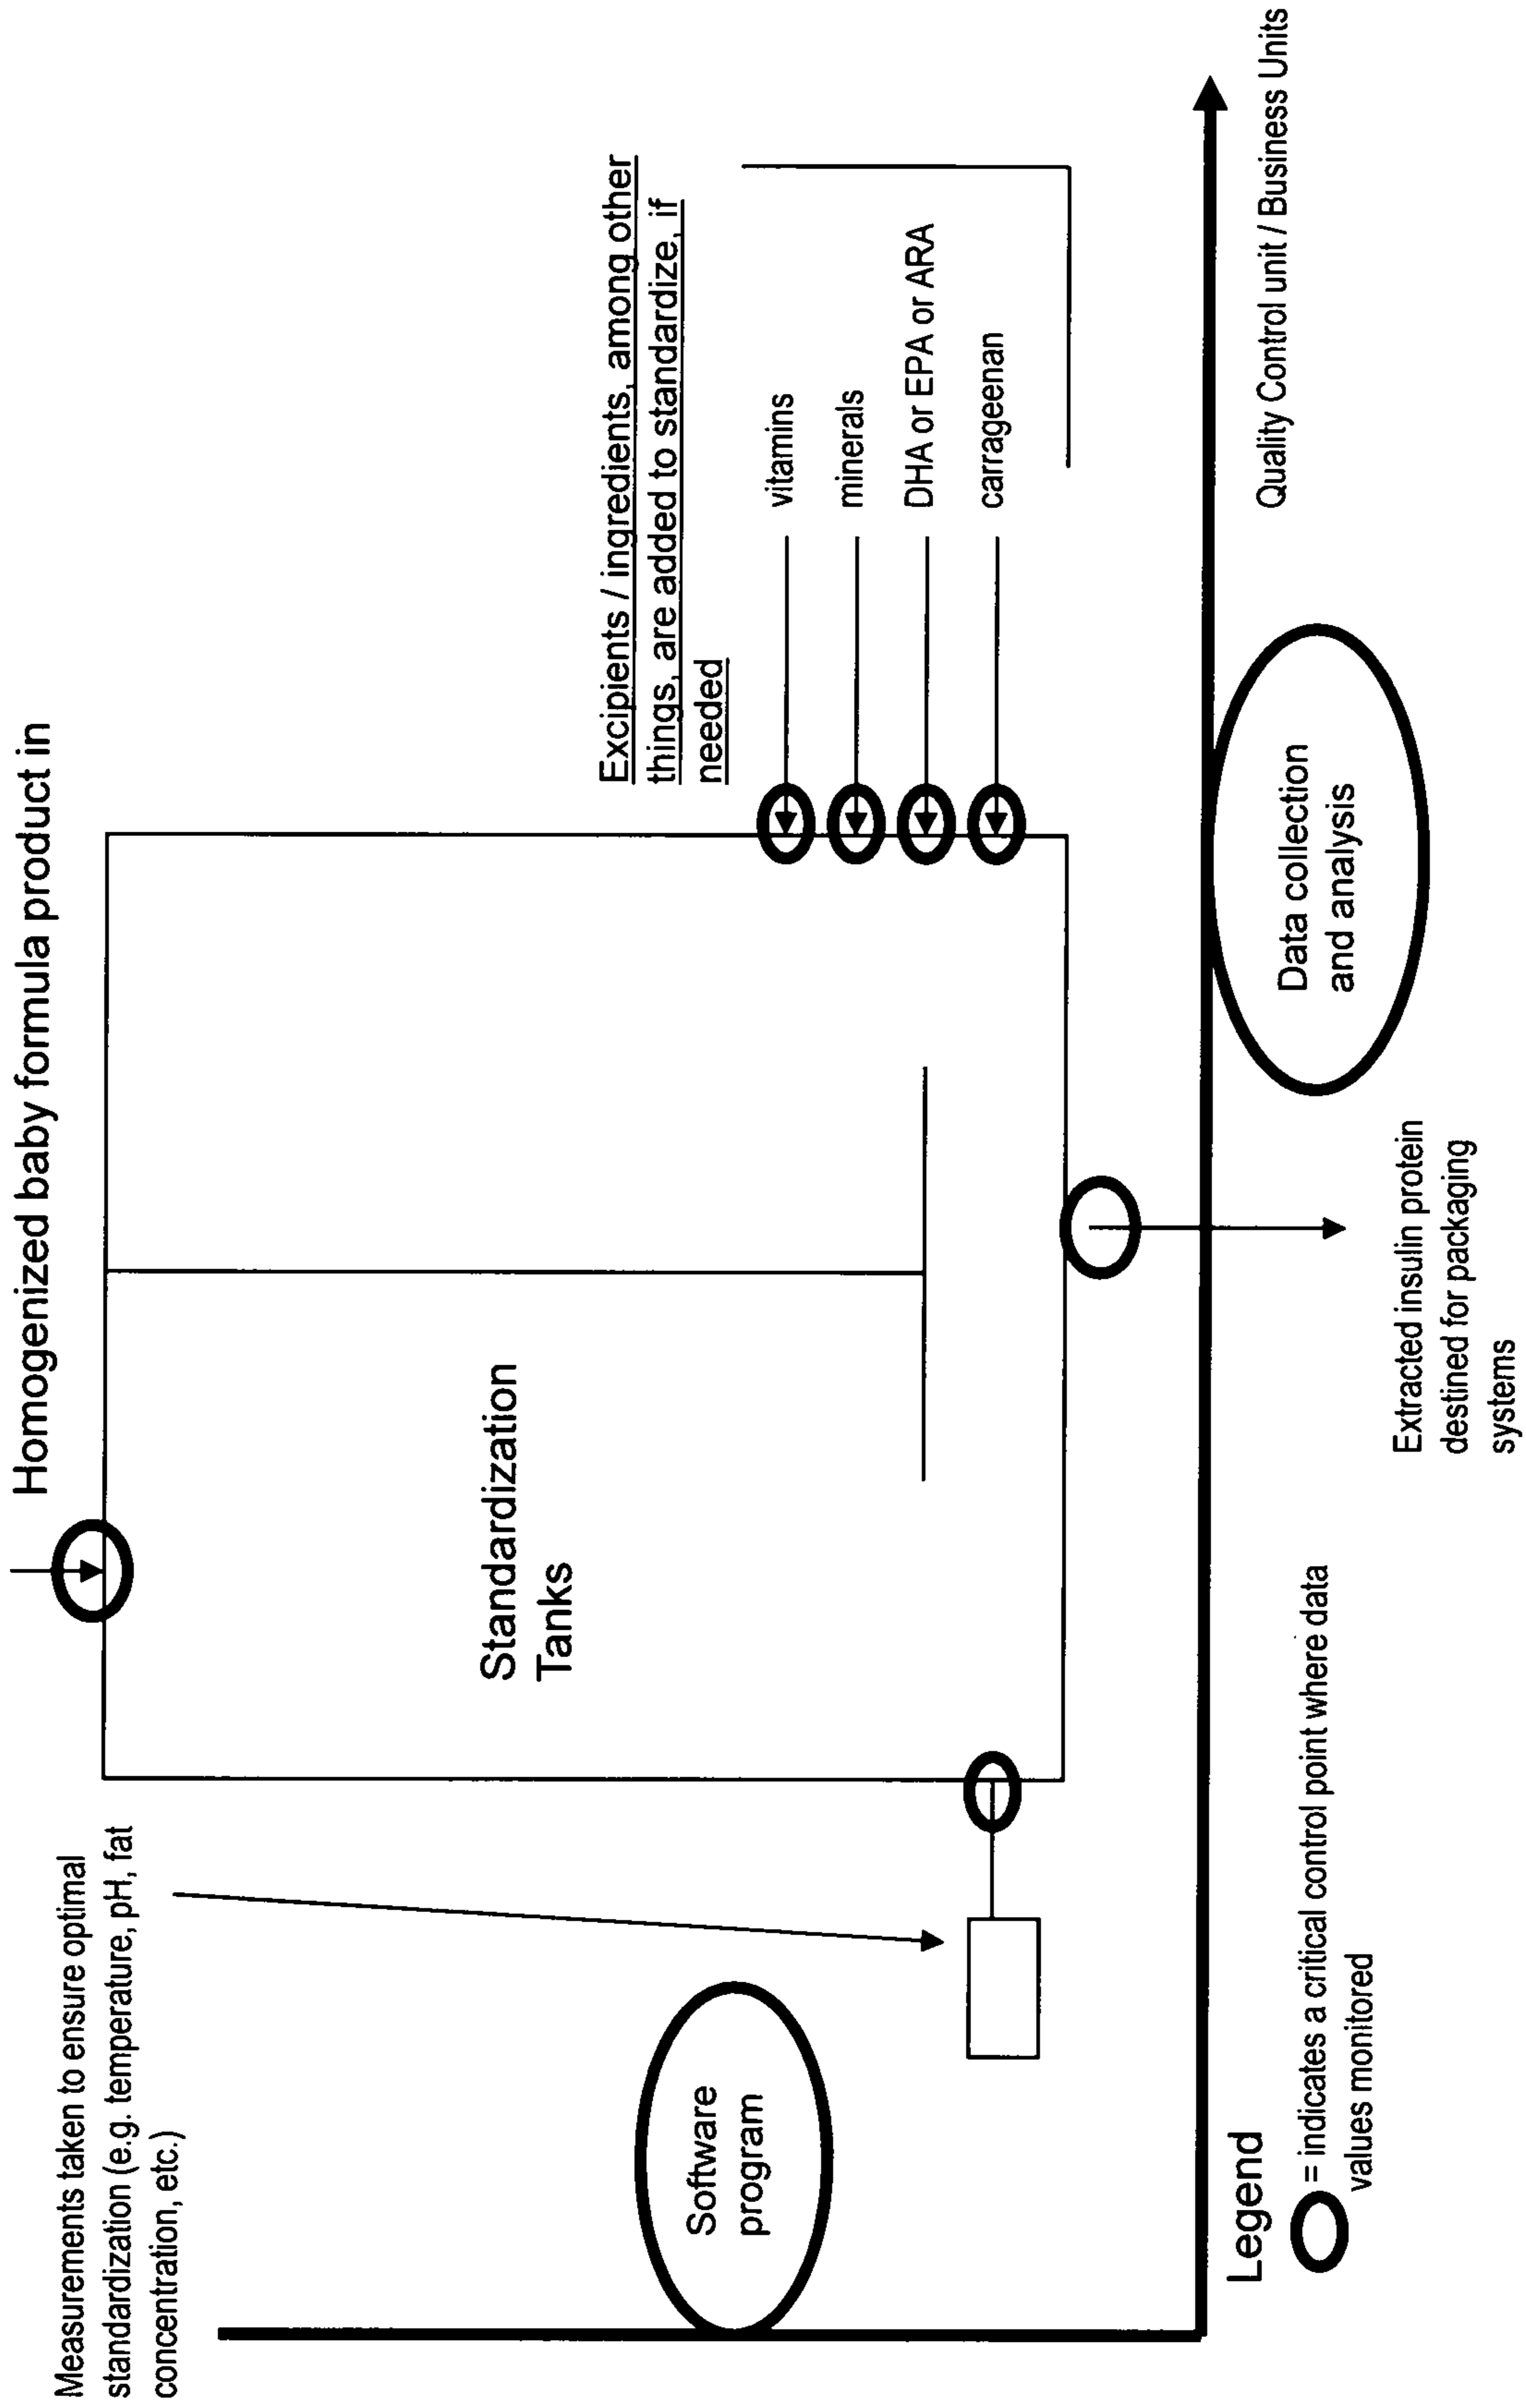 Homogenized baby formula product in
Measurements taken to ensure optimal
standardization (e.g. temperature, pH, fat
concentration, etc.)
Standardization
Tanks
Excipients / ingredients, among other
things, are added to standardize, if
needed
vitamins
minerals
DHA or EPA or ARA
carrageenan
Software
program
Quality Control unit / Business Units
Data collection
and analysis
Extracted insulin protein
destined for packaging
systems
Legend
= indicates a critical control point where data
values monitored